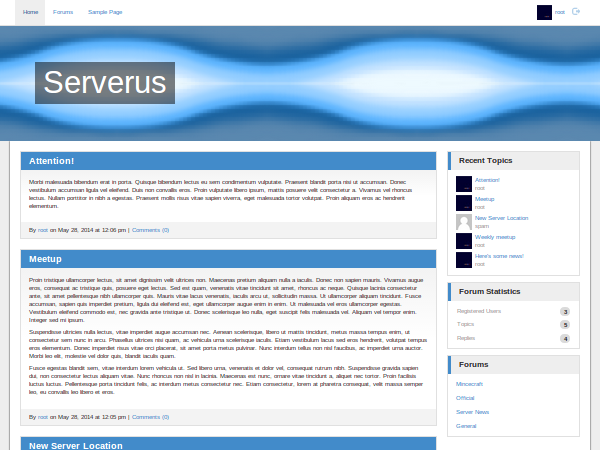 Home Forums Sample Page root
Serverus
Attention!
Morbi malesuada bibendum erat in porta. Quisque bibendum lectus eu sem condimentum vulputate. Praesent blandit porta nisi ut accumsan. Donec
vestibulum accumsan ligula vel eleifend. Duis non convallis eros. Proin vulputate libero ipsum, mattis posuere velit consectetur a. Vivamus vel rhoncus
lectus. Nullam porttitor in nibh a egestas. Praesent mollis risus vitae sapien viverra, eget malesuada tortor volutpat. Proin aliquam eros ac hendrerit
elementum.
By root on May 28, 2014 at 12:06 pm | Comments (0)
Meetup
Proin tristique ullamcorper lectus, sit amet dignissim velit ultrices non. Maecenas pretium aliquam nulla a iaculis. Donec non sapien mauris. Vivamus augue
eros, consequat ac tristique quis, posuere eget lectus. Sed est quam, venenatis vitae tincidunt sit amet, rhoncus ac neque. Quisque lacinia consectetur
ante, sit amet pellentesque nibh ullamcorper quis. Mauris vitae lacus venenatis, iaculis arcu ut, sollicitudin massa. Ut ullamcorper aliquam tincidunt. Fusce
accumsan, sapien quis imperdiet pretium, ligula dui eleifend est, eget ullamcorper augue enim in enim. Ut malesuada vel eros ullamcorper egestas.
Vestibulum eleifend commodo est, nec gravida ante tristique ut. Donec scelerisque leo nulla, eget suscipit felis malesuada vel. Aliquam vel tempor enim.
Integer sed mi ipsum.
Suspendisse ultricies nulla lectus, vitae imperdiet augue accumsan nec. Aenean scelerisque, libero ut mattis tincidunt, metus massa tempus enim, ut
consectetur sem nunc in arcu. Phasellus ultrices nisi quam, ac vehicula urna scelerisque iaculis. Etiam vestibulum lacus sed eros hendrerit, volutpat tempus
eros elementum. Donec imperdiet risus vitae orci placerat, sit amet porta metus pulvinar. Nunc interdum tellus non nisl faucibus, ac imperdiet urna auctor.
Morbi leo elit, molestie vel dolor quis, blandit iaculis quam.
Fusce egestas blandit sem, vitae interdum lorem vehicula ut. Sed libero urna, venenatis et dolor vel, consequat rutrum nibh. Suspendisse gravida sapien
dui, non consectetur lectus aliquam vitae. Nunc rhoncus non nisl in lacinia. Maecenas est nunc, ornare vitae tincidunt a, aliquet nec tortor. Proin facilisis
luctus luctus. Pellentesque porta tincidunt felis, ac interdum metus consectetur nec. Etiam consectetur, lorem at pharetra consequat, velit massa semper
leo, eu convallis leo libero et eros.
By root on May 28, 2014 at 12:05 pm | Comments (0)
New Server Location
Recent Topics
Attention!
root
Meetup
root
New Server Location
spam
Weekly meetup
root
Here's some news!
root
Forum Statistics
Registered Users 3
Topics 5
Replies 4
Forums
Minecraft
Official
Server News
General